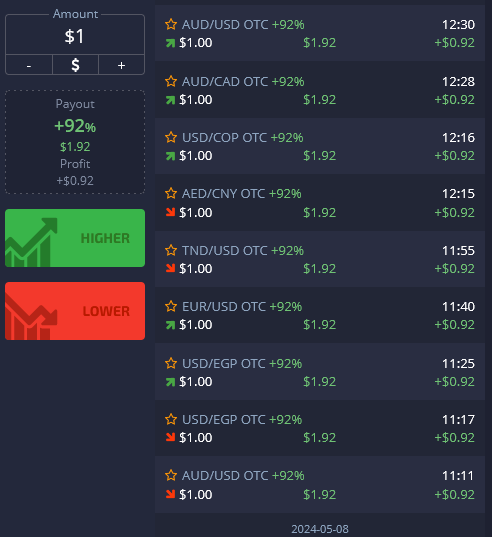 Amount
$1
- $ +
Payout
+92%
$1.92
Profit
+$0.92
HIGHER
LOWER
AUD/USD OTC +92% 12:30
$1.00 $1.92 +$0.92
AUD/CAD OTC +92% 12:28
$1.00 $1.92 +$0.92
USD/COP OTC +92% 12:16
$1.00 $1.92 +$0.92
AED/CNY OTC +92% 12:15
$1.00 $1.92 +$0.92
TND/USD OTC +92% 11:55
$1.00 $1.92 +$0.92
EUR/USD OTC +92% 11:40
$1.00 $1.92 +$0.92
USD/EGP OTC +92% 11:25
$1.00 $1.92 +$0.92
USD/EGP OTC +92% 11:17
$1.00 $1.92 +$0.92
AUD/USD OTC +92% 11:11
$1.00 $1.92 +$0.92
2024-05-08